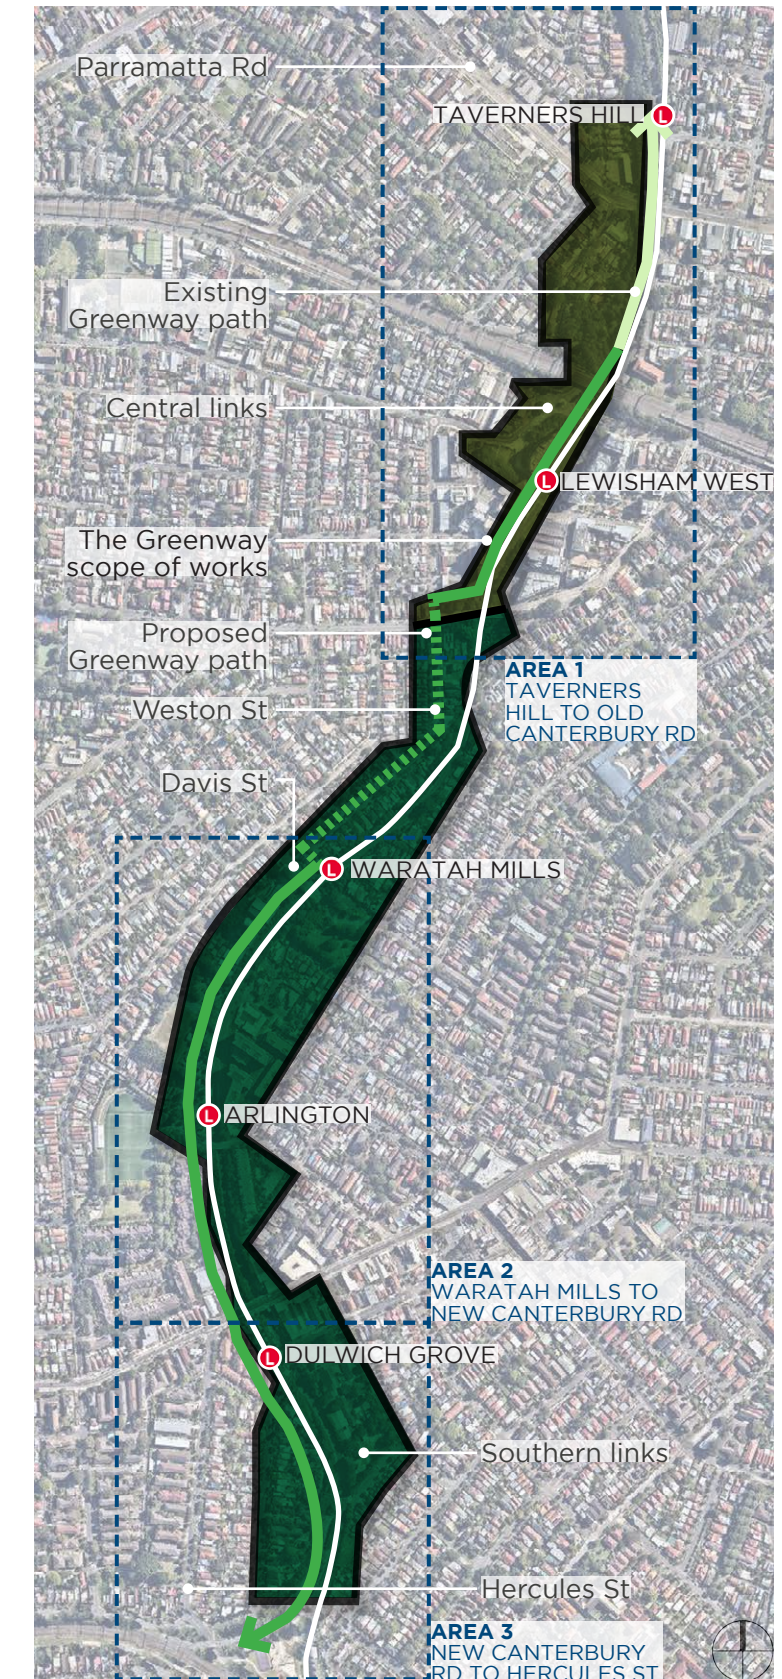 Parramatta Rd
TAVERNERS HILL
L
Existing
Greenway path
Central links
L
LEWISHAM WEST
The Greenway
scope of works
Proposed
Greenway path
AREA 1
TAVERNERS
HILL TO OLD
CANTERBURY RD
Weston St
Davis St
L
WARATAH MILLS
L
ARLINGTON
AREA 2
WARATAH MILLS TO
NEW CANTERBURY RD
L
DULWICH GROVE
Southern links
Hercules St
AREA 3
NEW CANTERBURY
RD TO HERCULES ST